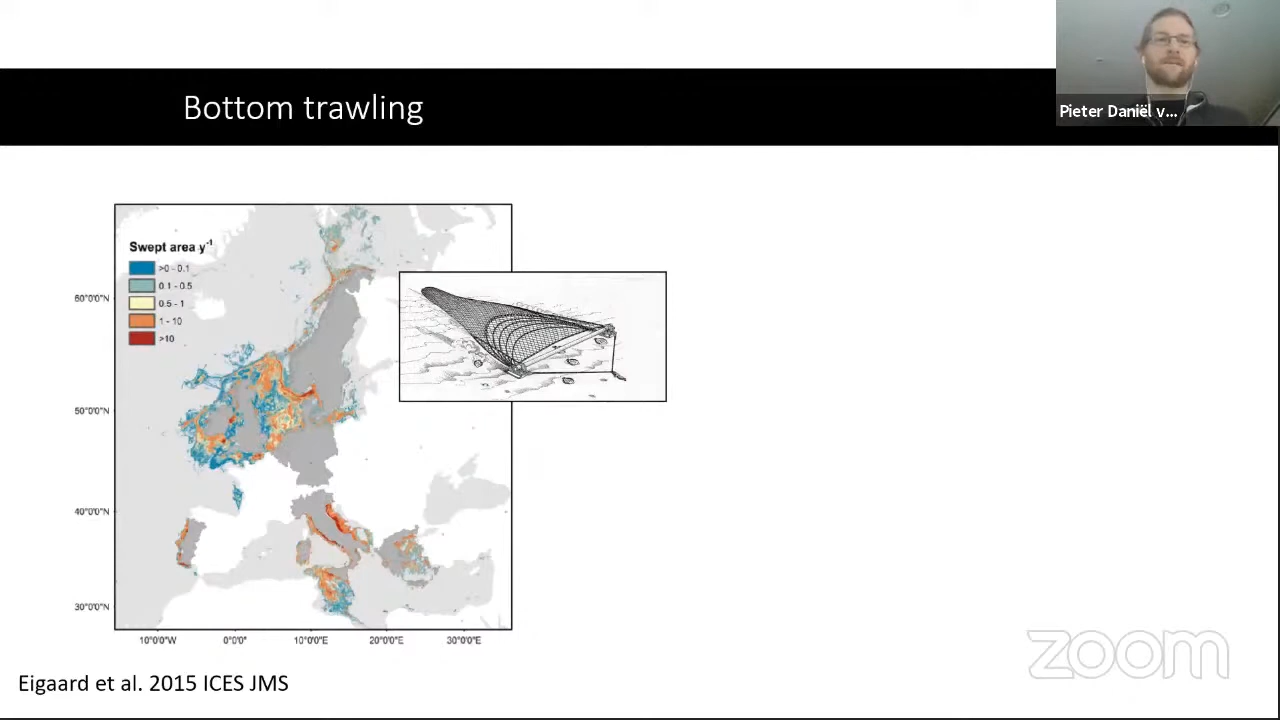 Bottom trawling
Pieter Daniël v...
Swept area y⁻¹
>0 - 0.1
0.1 - 0.5
0.5 - 1
1 - 10
>10
60°0'0"N
50°0'0"N
40°0'0"N
30°0'0"N
10°0'0"W 0°0'0" 10°0'0"E 20°0'0"E 30°0'0"E
zoom
Eigaard et al. 2015 ICES JMS